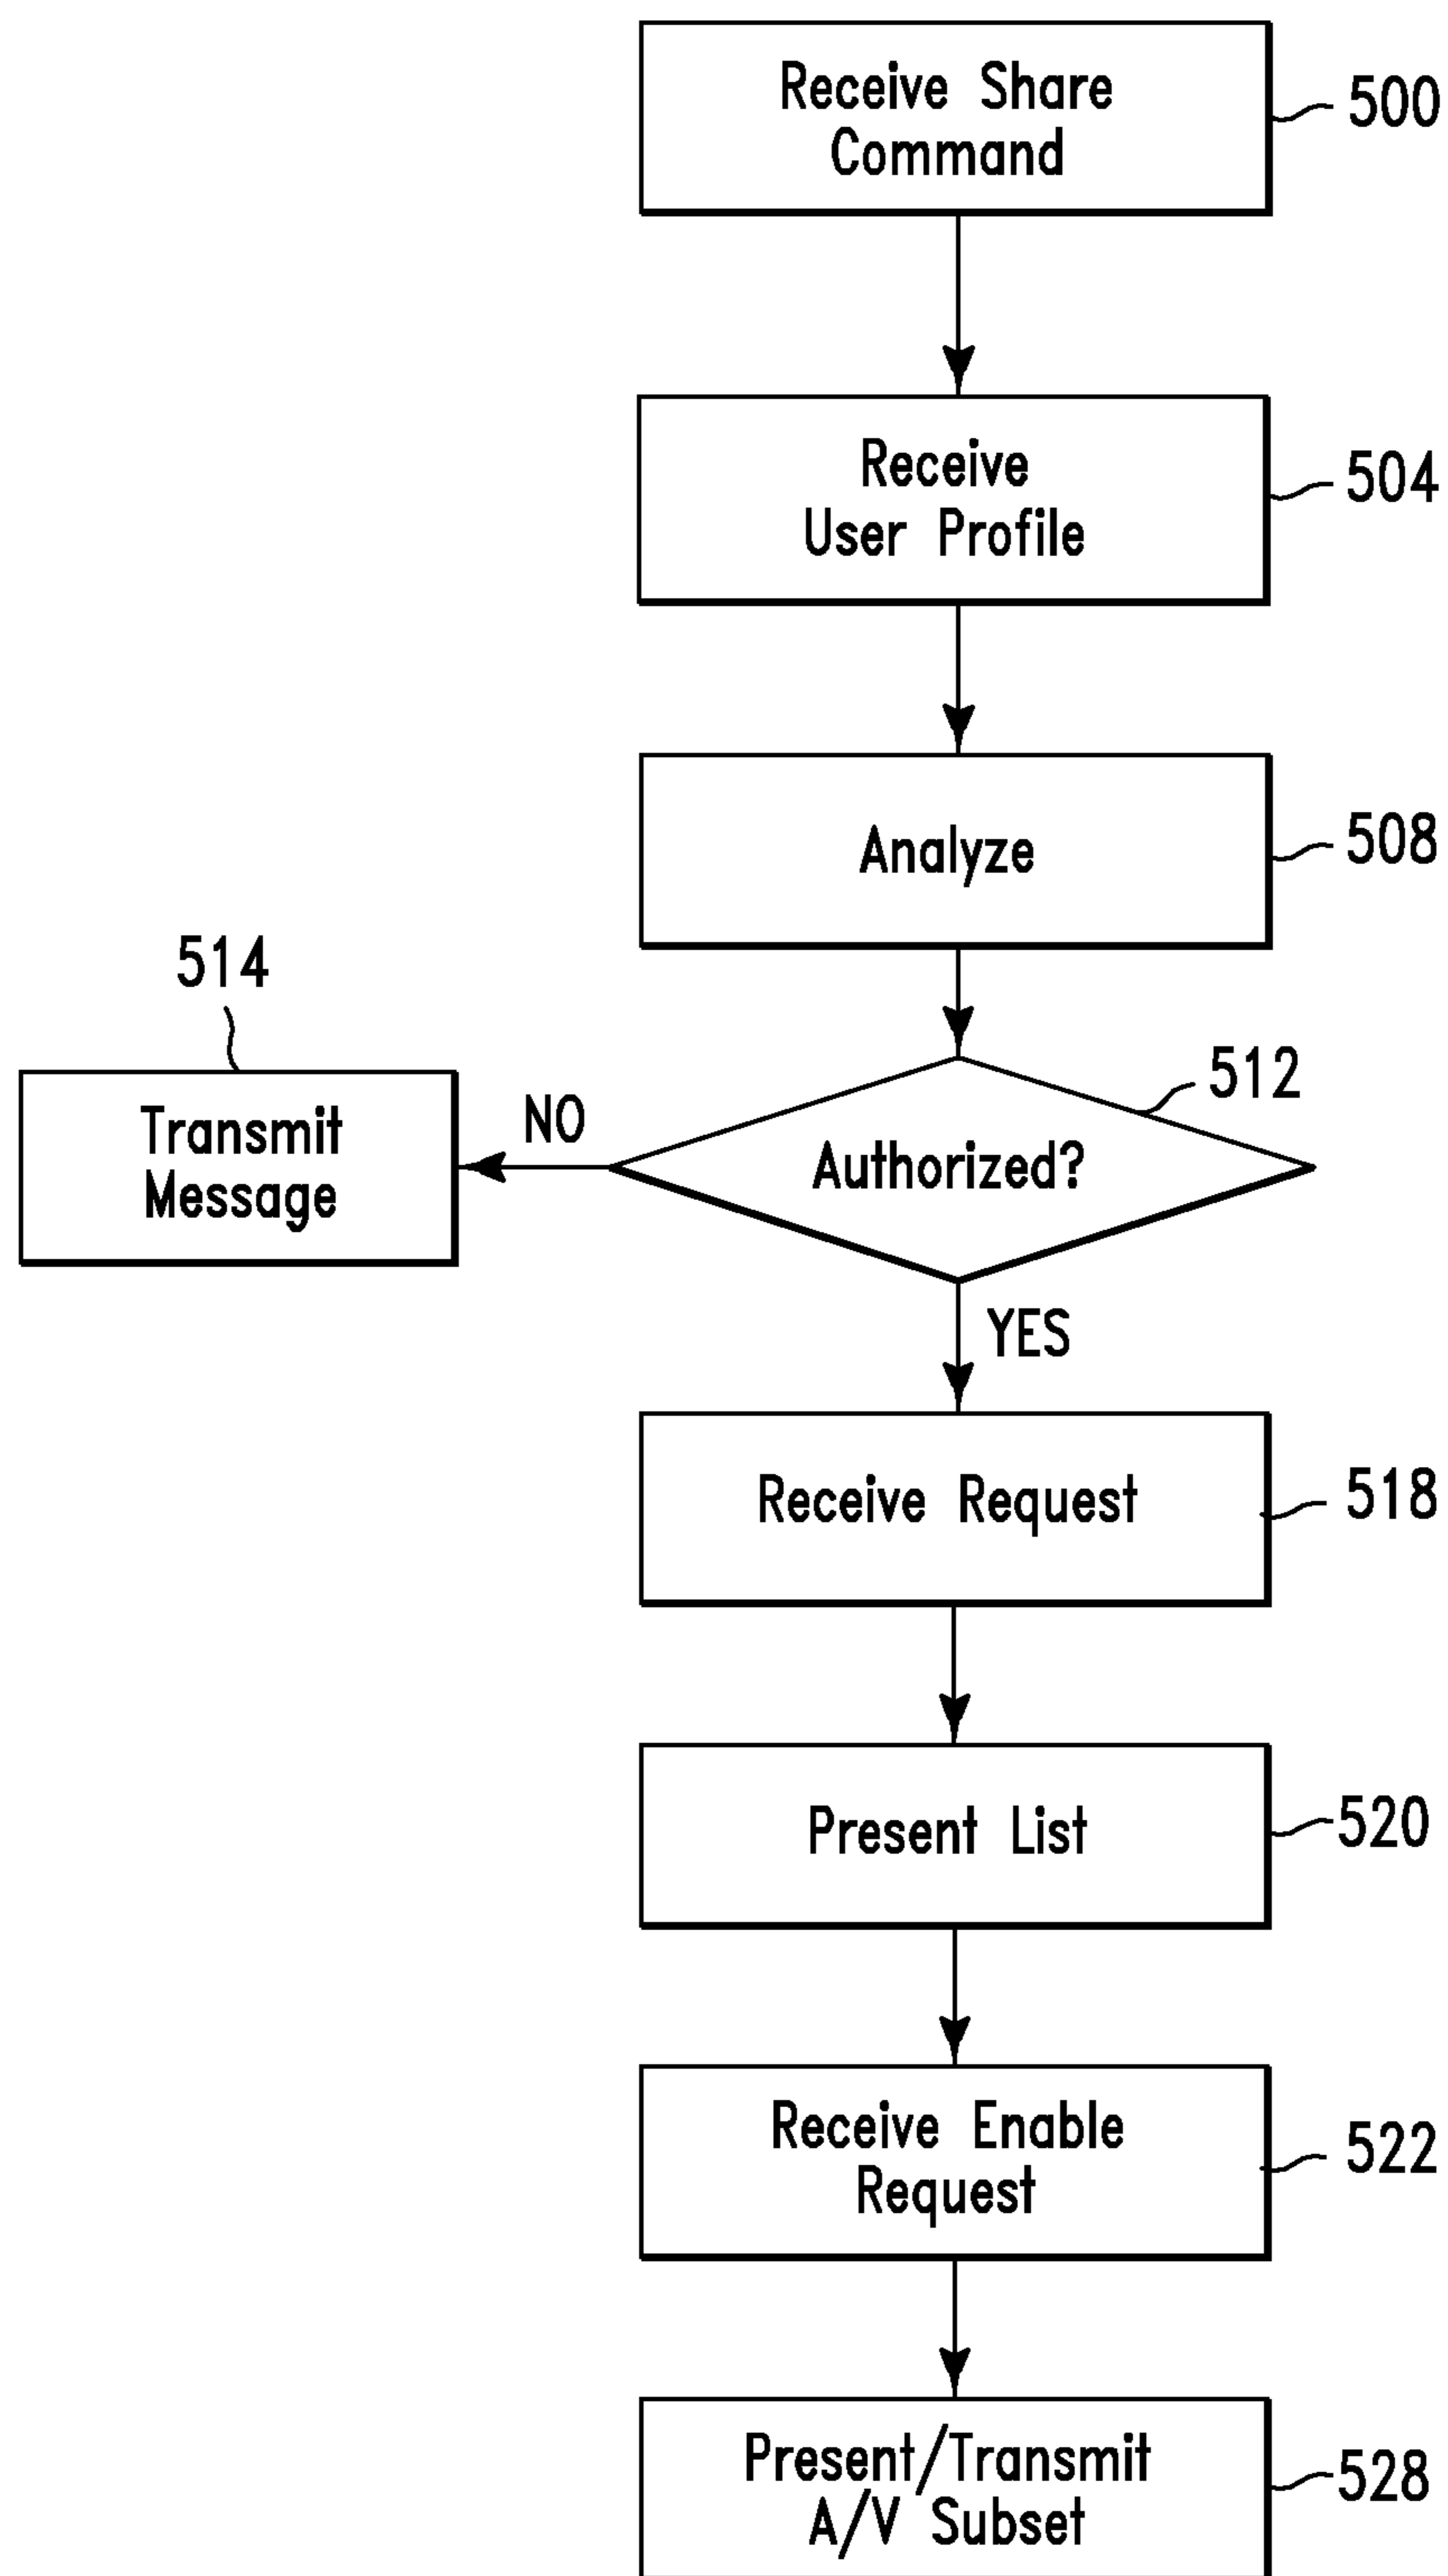 Receive Share
Command
500
Receive
User Profile
504
Analyze
508
514
Transmit
Message
NO
Authorized?
512
YES
Receive Request
518
Present List
520
Receive Enable
Request
522
Present/Transmit
A/V Subset
528